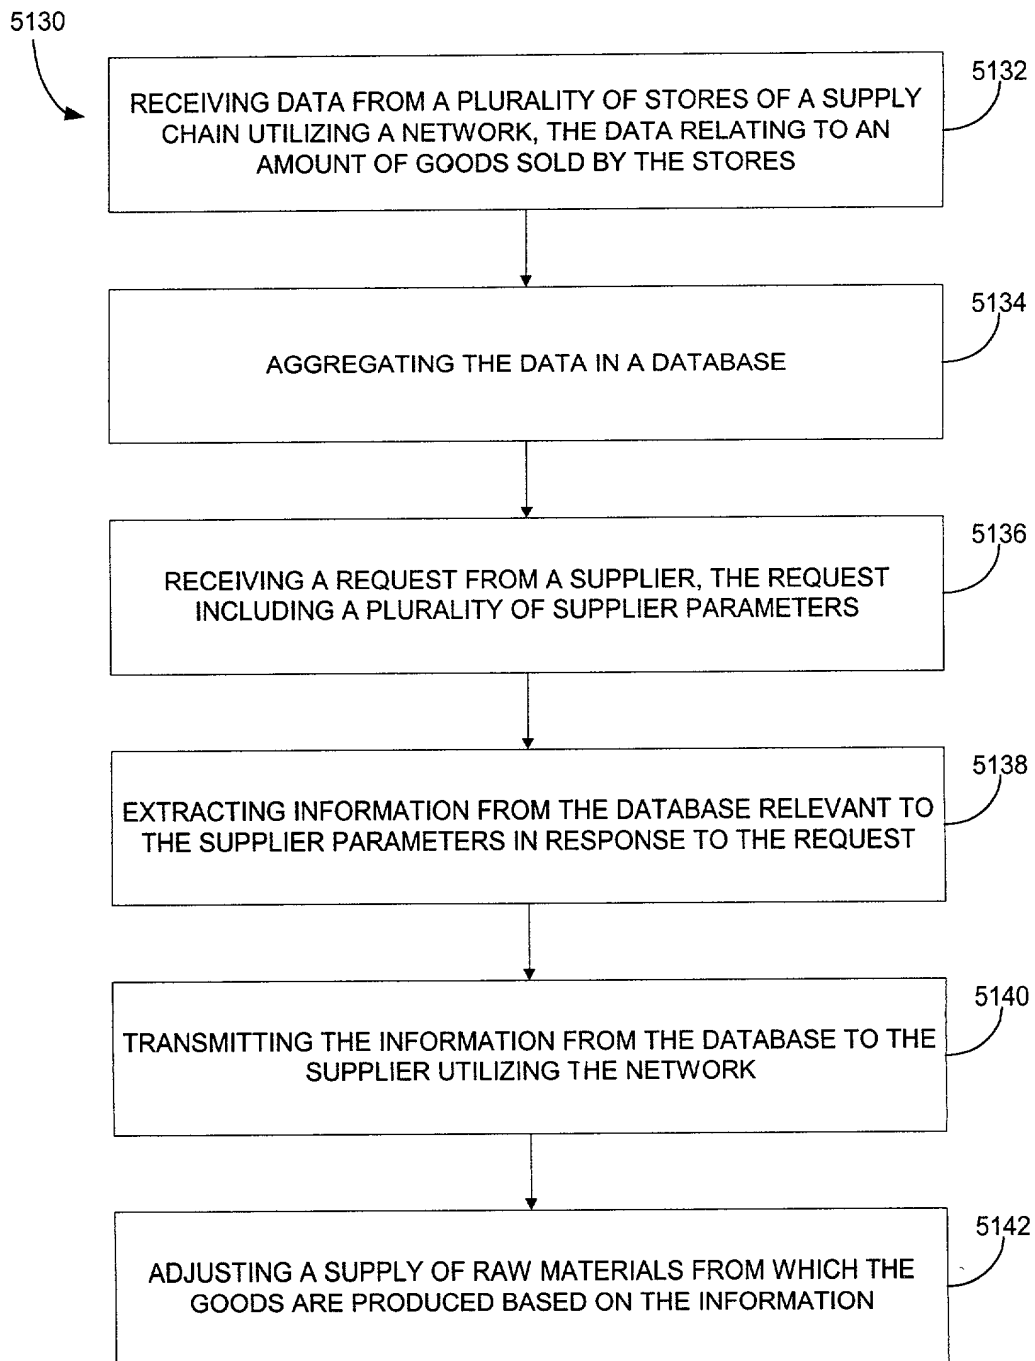 5130
5132
RECEIVING DATA FROM A PLURALITY OF STORES OF A SUPPLY
CHAIN UTILIZING A NETWORK, THE DATA RELATING TO AN
AMOUNT OF GOODS SOLD BY THE STORES
5134
AGGREGATING THE DATA IN A DATABASE
5136
RECEIVING A REQUEST FROM A SUPPLIER, THE REQUEST
INCLUDING A PLURALITY OF SUPPLIER PARAMETERS
5138
EXTRACTING INFORMATION FROM THE DATABASE RELEVANT TO
THE SUPPLIER PARAMETERS IN RESPONSE TO THE REQUEST
5140
TRANSMITTING THE INFORMATION FROM THE DATABASE TO THE
SUPPLIER UTILIZING THE NETWORK
5142
ADJUSTING A SUPPLY OF RAW MATERIALS FROM WHICH THE
GOODS ARE PRODUCED BASED ON THE INFORMATION